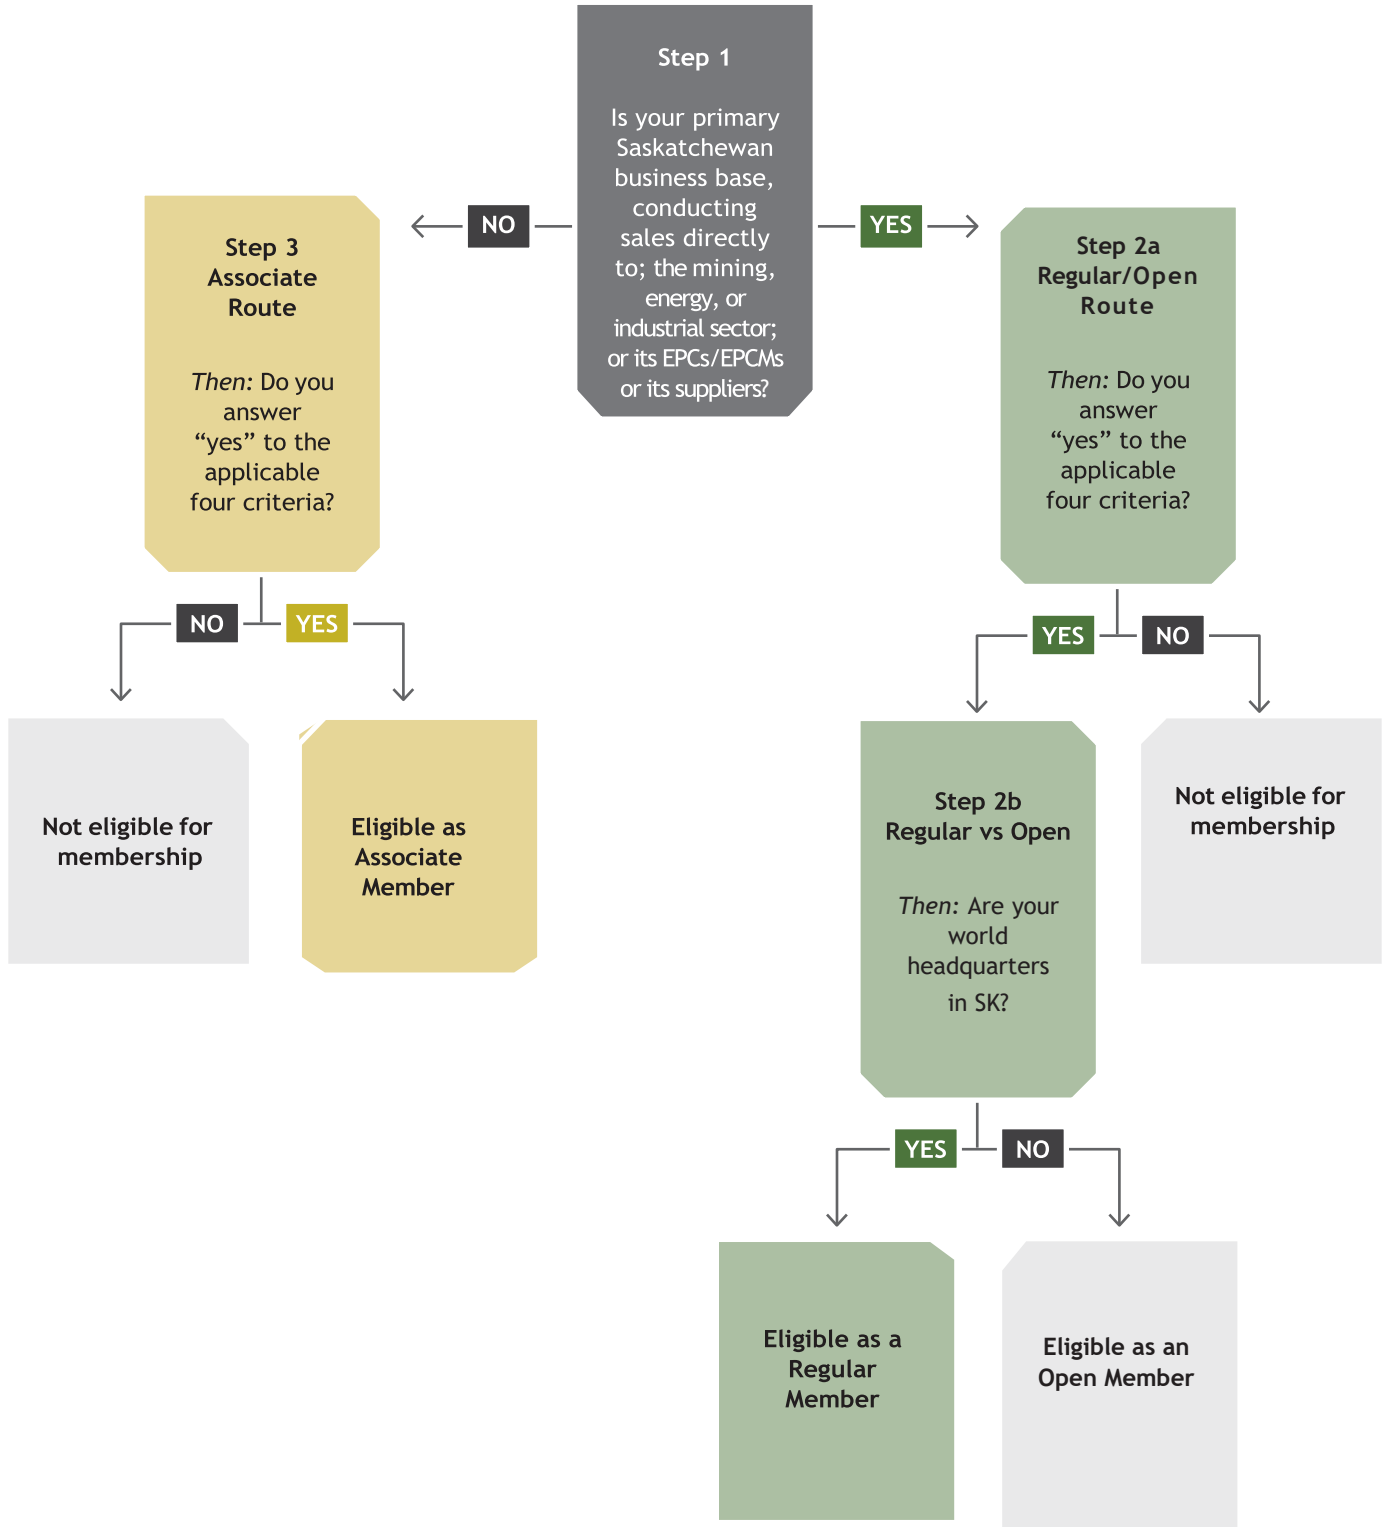 Step 1
Is your primary
Saskatchewan
business base,
conducting
sales directly
to; the mining,
energy, or
industrial sector;
or its EPCs/EPCMs
or its suppliers?
NO
YES
Step 3
Associate
Route
Then: Do you
answer
“yes” to the
applicable
four criteria?
Step 2a
Regular/Open
Route
Then: Do you
answer
“yes” to the
applicable
four criteria?
NO
YES
YES
NO
Not eligible for
membership
Eligible as
Associate
Member
Step 2b
Regular vs Open
Then: Are your
world
headquarters
in SK?
Not eligible for
membership
YES
NO
Eligible as a
Regular
Member
Eligible as an
Open Member